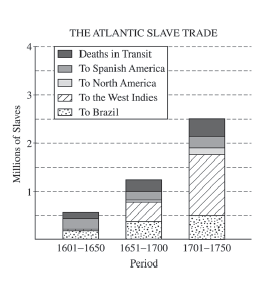 THE ATLANTIC SLAVE TRADE
4
3
2
1
Millions of Slaves
Deaths in Transit
To Spanish America
To North America
To the West Indies
To Brazil
1601–1650
1651–1700
1701–1750
Period